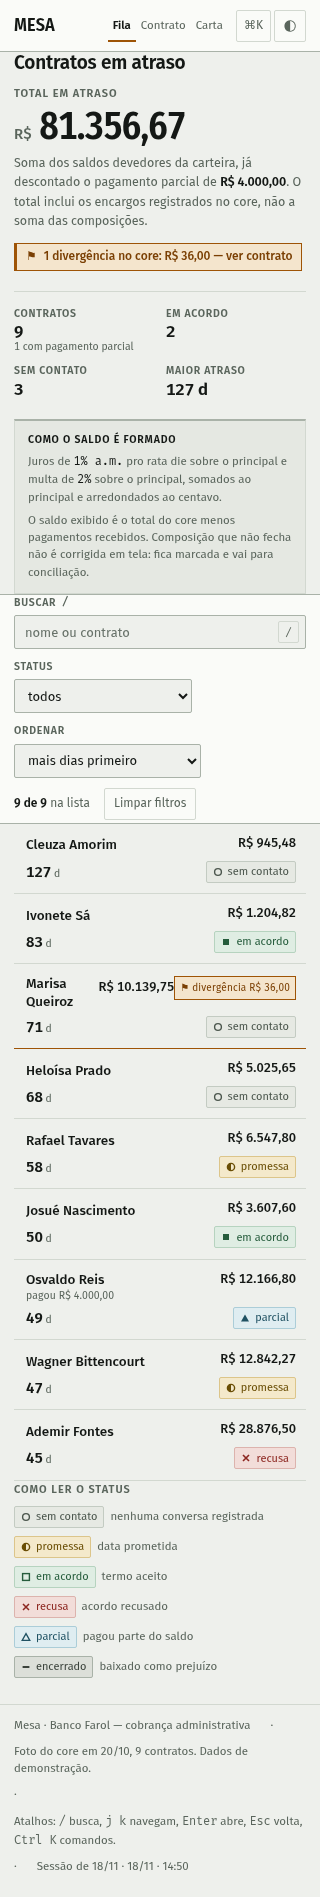 MESA Fila Contrato Carta ⌘K
Contratos em atraso
TOTAL EM ATRASO
R$ 81.356,67
Soma dos saldos devedores da carteira, já
descontado o pagamento parcial de R$ 4.000,00. O
total inclui os encargos registrados no core, não a
soma das composições.
⚑ 1 divergência no core: R$ 36,00 — ver contrato
CONTRATOS EM ACORDO
9 2
1 com pagamento parcial
SEM CONTATO MAIOR ATRASO
3 127 d
COMO O SALDO É FORMADO
Juros de 1% a.m. pro rata die sobre o principal e
multa de 2% sobre o principal, somados ao
principal e arredondados ao centavo.
O saldo exibido é o total do core menos
pagamentos recebidos. Composição que não fecha
não é corrigida em tela: fica marcada e vai para
conciliação.
BUSCAR /
nome ou contrato /
STATUS
todos
ORDENAR
mais dias primeiro
9 de 9 na lista Limpar filtros
Cleuza Amorim R$ 945,48
127 d sem contato
Ivonete Sá R$ 1.204,82
83 d em acordo
Marisa Queiroz R$ 10.139,75 ⚑ divergência R$ 36,00
71 d sem contato
Heloísa Prado R$ 5.025,65
68 d sem contato
Rafael Tavares R$ 6.547,80
58 d promessa
Josué Nascimento R$ 3.607,60
50 d em acordo
Osvaldo Reis R$ 12.166,80
pagou R$ 4.000,00
49 d parcial
Wagner Bittencourt R$ 12.842,27
47 d promessa
Ademir Fontes R$ 28.876,50
45 d recusa
COMO LER O STATUS
sem contato nenhuma conversa registrada
promessa data prometida
em acordo termo aceito
recusa acordo recusado
parcial pagou parte do saldo
encerrado baixado como prejuízo
Mesa · Banco Farol — cobrança administrativa ·
Foto do core em 20/10, 9 contratos. Dados de
demonstração.
·
Atalhos: / busca, j k navegam, Enter abre, Esc volta,
Ctrl K comandos.
· Sessão de 18/11 · 18/11 · 14:50